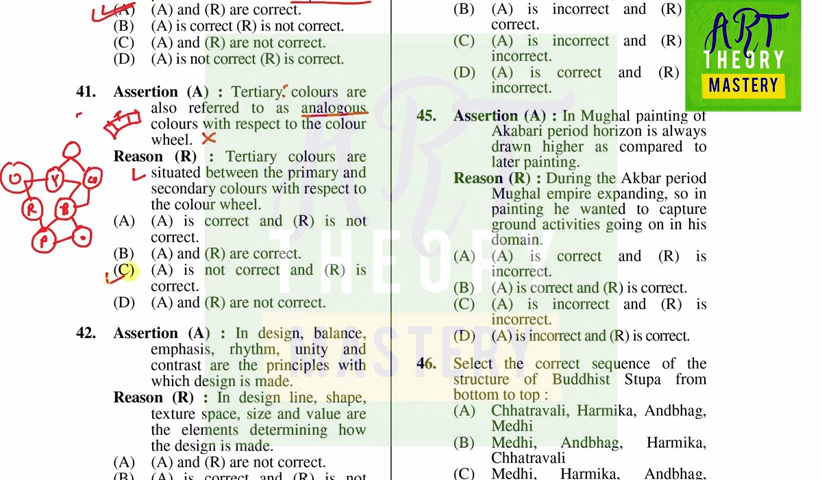 (A) (A) and (R) are correct.
(B) (A) is correct (R) is not correct.
(C) (A) and (R) are not correct.
(D) (A) is not correct (R) is correct.
41. Assertion (A) : Tertiary colours are
also referred to as analogous
colours with respect to the colour
wheel.
Reason (R) : Tertiary colours are
situated between the primary and
secondary colours with respect to
the colour wheel.
(A) (A) is correct and (R) is not
correct.
(B) (A) and (R) are correct.
(C) (A) is not correct and (R) is
correct.
(D) (A) and (R) are not correct.
42. Assertion (A) : In design, balance,
emphasis, rhythm, unity and
contrast are the principles with
which design is made.
Reason (R) : In design line, shape,
texture space, size and value are
the elements determining how
the design is made.
(A) (A) and (R) are not correct.
(B) (A) is correct and (R) is not
Y
R
B
P
(B) (A) is incorrect and (R)
correct.
(C) (A) is incorrect and (R)
incorrect.
(D) (A) is correct and (R)
incorrect.
45. Assertion (A) : In Mughal painting of
Akabari period horizon is always
drawn higher as compared to
later painting.
Reason (R) : During the Akbar period
Mughal empire expanding, so in
painting he wanted to capture
ground activities going on in his
domain.
(A) (A) is correct and (R) is
incorrect.
(B) (A) is correct and (R) is correct.
(C) (A) is incorrect and (R) is
incorrect.
(D) (A) is incorrect and (R) is correct.
46. Select the correct sequence of the
structure of Buddhist Stupa from
bottom to top :
(A) Chhatravali, Harmika, Andbhag,
Medhi
(B) Medhi, Andbhag, Harmika,
Chhatravali
(C) Medhi, Harmika, Andbhag,
ART
THEORY
MASTERY
ART
THEORY
MASTERY